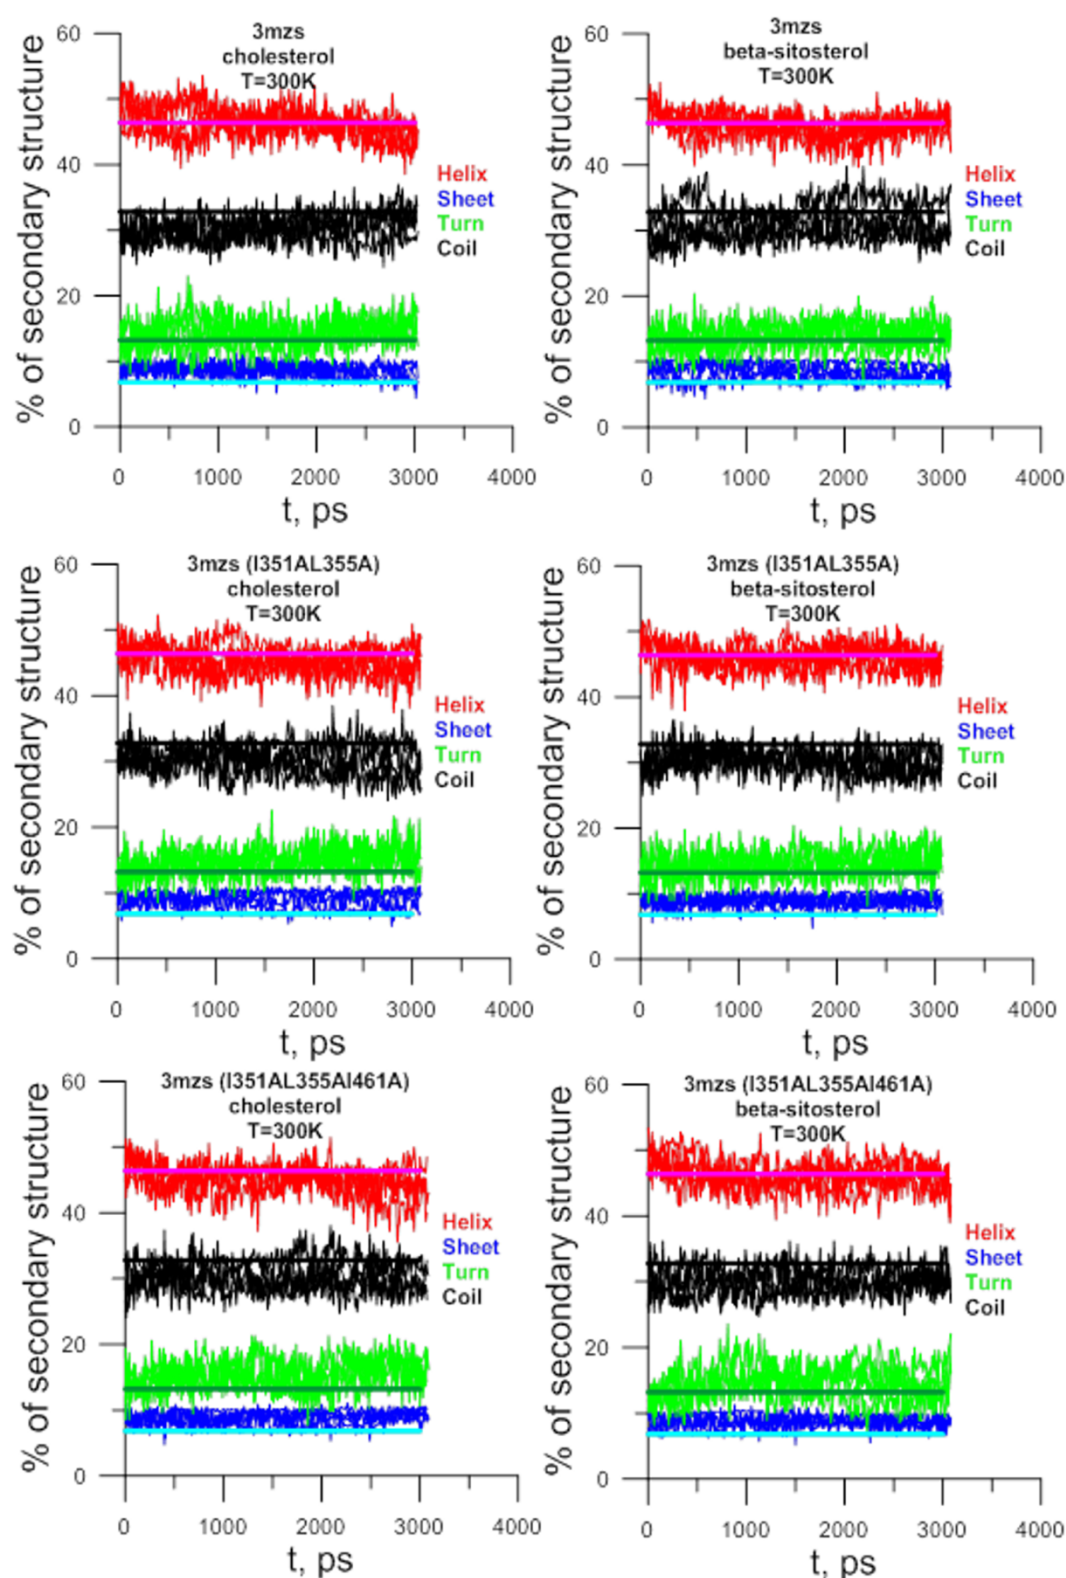 3mzs
cholesterol
T=300K
% of secondary structure
60
40
20
0
Helix
Sheet
Turn
Coil
0 1000 2000 3000 4000
t, ps
3mzs
beta-sitosterol
T=300K
% of secondary structure
60
40
20
0
Helix
Sheet
Turn
Coil
0 1000 2000 3000 4000
t, ps
3mzs (I351AL355A)
cholesterol
T=300K
% of secondary structure
60
40
20
0
Helix
Sheet
Turn
Coil
0 1000 2000 3000 4000
t, ps
3mzs (I351AL355A)
beta-sitosterol
T=300K
% of secondary structure
60
40
20
0
Helix
Sheet
Turn
Coil
0 1000 2000 3000 4000
t, ps
3mzs (I351AL355AI461A)
cholesterol
T=300K
% of secondary structure
60
40
20
0
Helix
Sheet
Turn
Coil
0 1000 2000 3000 4000
t, ps
3mzs (I351AL355AI461A)
beta-sitosterol
T=300K
% of secondary structure
60
40
20
0
Helix
Sheet
Turn
Coil
0 1000 2000 3000 4000
t, ps